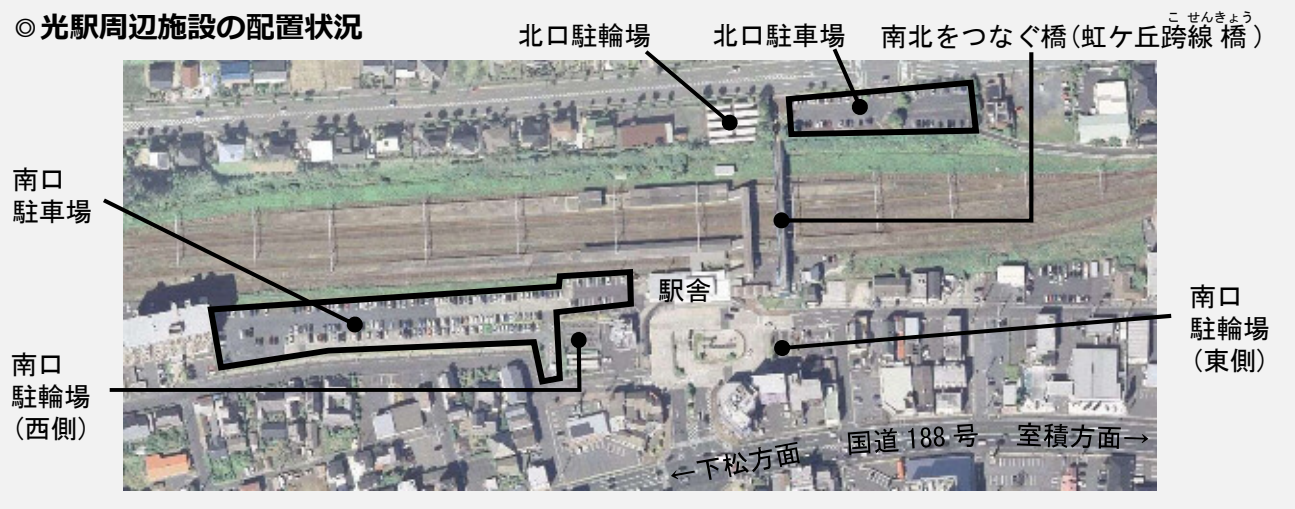 ◎光駅周辺施設の配置状況
北口駐輪場
北口駐車場
南北をつなぐ橋(虹ケ丘跨線橋)
こせんきょう
南口
駐車場
駅舎
南口
駐輪場
(東側)
南口
駐輪場
(西側)
国道188号
室積方面→
←下松方面